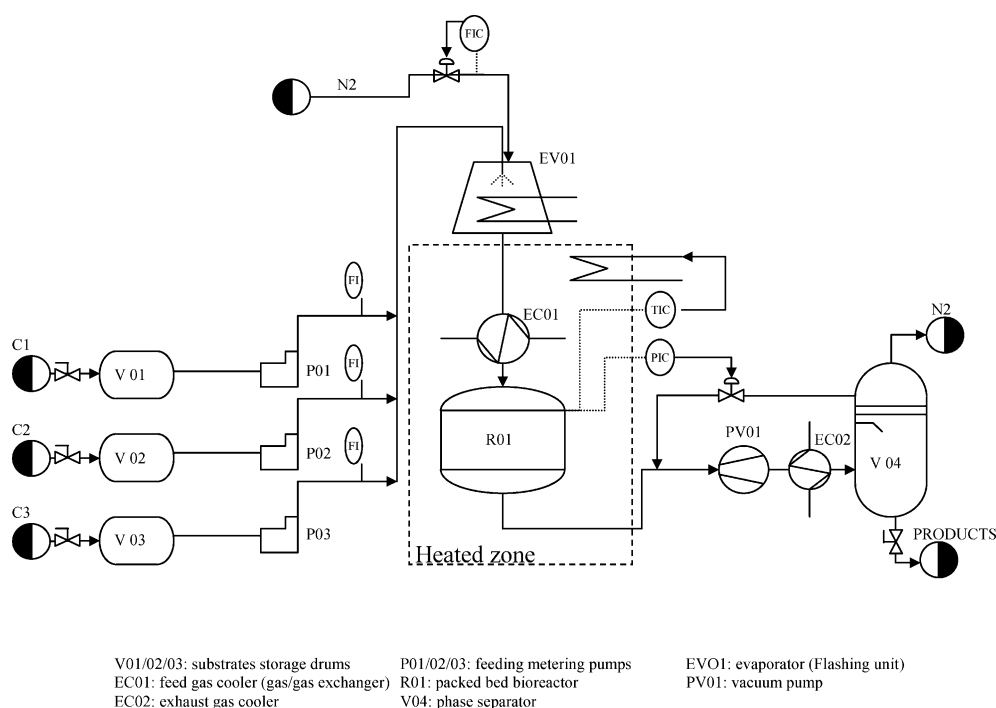 FIC
N2
EV01
FI
EC01
TIC
N2
C1
V 01
P01
PIC
FI
R01
PV01
EC02
V 04
C2
V 02
P02
FI
C3
V 03
P03
PRODUCTS
Heated zone
V01/02/03: substrates storage drums
P01/02/03: feeding metering pumps
EVO1: evaporator (Flashing unit)
EC01: feed gas cooler (gas/gas exchanger)
R01: packed bed bioreactor
PV01: vacuum pump
EC02: exhaust gas cooler
V04: phase separator